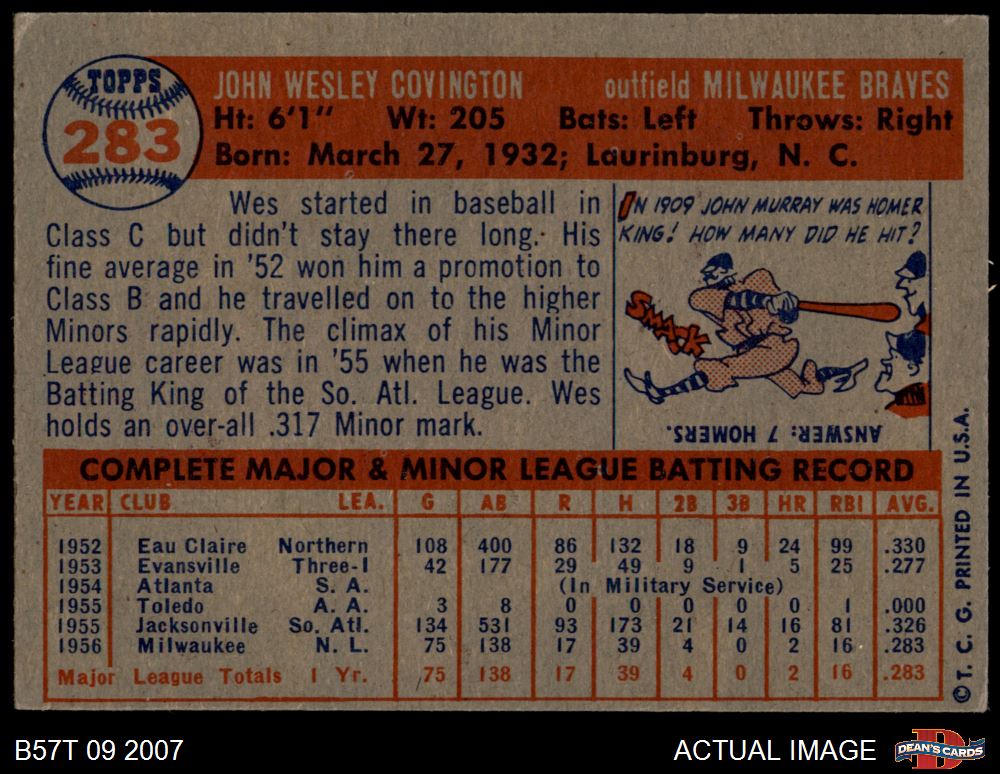 TOPPS
283
JOHN WESLEY COVINGTON outfield MILWAUKEE BRAVES
Ht: 6'1" Wt: 205 Bats: Left Throws: Right
Born: March 27, 1932; Laurinburg, N. C.
Wes started in baseball in
Class C but didn't stay there long. His
fine average in '52 won him a promotion to
Class B and he travelled on to the higher
Minors rapidly. The climax of his Minor
League career was in '55 when he was the
Batting King of the So. Atl. League. Wes
holds an over-all .317 Minor mark.
IN 1909 JOHN MURRAY WAS HOMER
KING! HOW MANY DID HE HIT?
SMACK
ANSWER: 7 HOMERS.
COMPLETE MAJOR & MINOR LEAGUE BATTING RECORD
YEAR CLUB LEA. G AB R H 2B 3B HR RBI AVG.
1952 Eau Claire Northern 108 400 86 132 18 9 24 99 .330
1953 Evansville Three-I 42 177 29 49 9 1 5 25 .277
1954 Atlanta S. A. (In Military Service)
1955 Toledo A. A. 3 8 0 0 0 0 0 1 .000
1955 Jacksonville So. Atl. 134 531 93 173 21 14 16 81 .326
1956 Milwaukee N. L. 75 138 17 39 4 0 2 16 .283
Major League Totals 1 Yr. 75 138 17 39 4 0 2 16 .283
©T. C. G. PRINTED IN U.S.A.
B57T 09 2007
ACTUAL IMAGE
DEAN'S CARDS